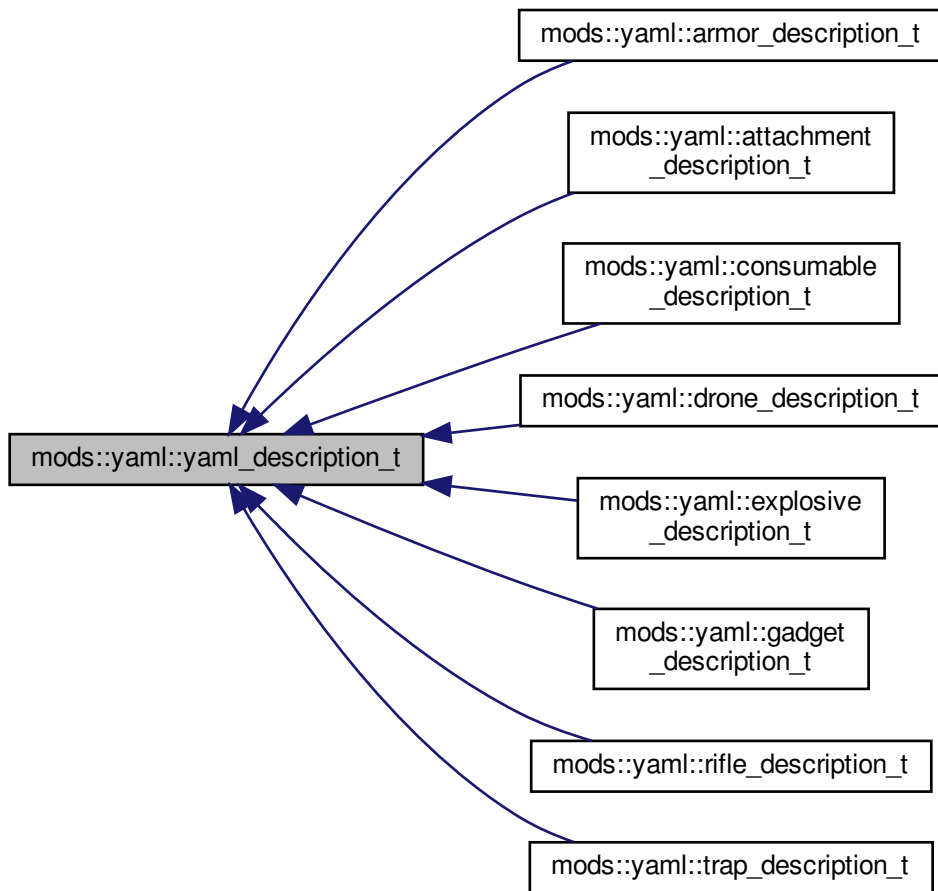 mods::yaml::armor_description_t
mods::yaml::attachment
_description_t
mods::yaml::consumable
_description_t
mods::yaml::drone_description_t
mods::yaml::yaml_description_t
mods::yaml::explosive
_description_t
mods::yaml::gadget
_description_t
mods::yaml::rifle_description_t
mods::yaml::trap_description_t